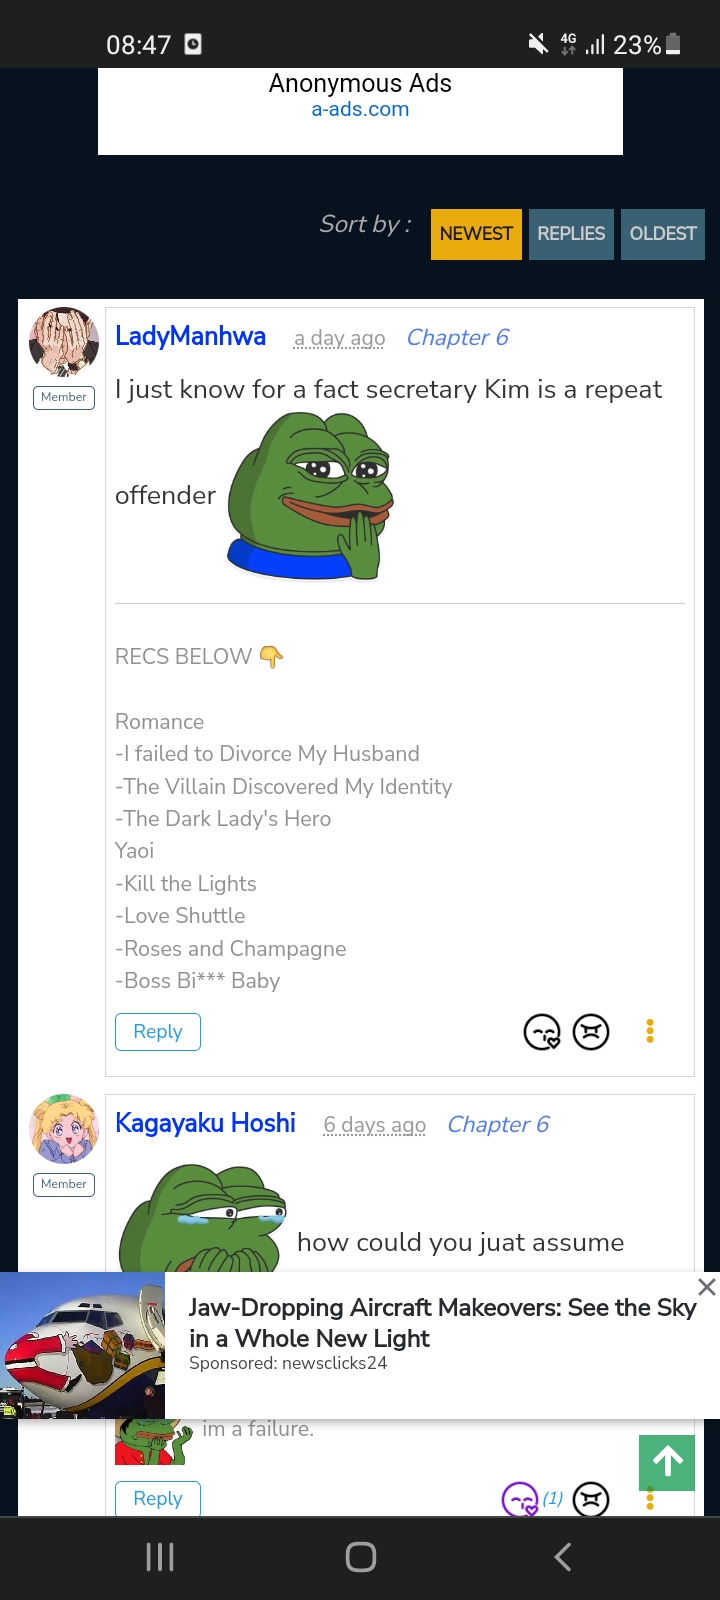 08:47
4G
23%
Anonymous Ads
a-ads.com
Sort by :
NEWEST
REPLIES
OLDEST
LadyManhwa a day ago Chapter 6
Member
I just know for a fact secretary Kim is a repeat
offender
RECS BELOW 👇
Romance
-I failed to Divorce My Husband
-The Villain Discovered My Identity
-The Dark Lady's Hero
Yaoi
-Kill the Lights
-Love Shuttle
-Roses and Champagne
-Boss Bi*** Baby
Reply
Kagayaku Hoshi 6 days ago Chapter 6
Member
how could you juat assume
Jaw-Dropping Aircraft Makeovers: See the Sky
in a Whole New Light
Sponsored: newsclicks24
im a failure.
Reply
(1)